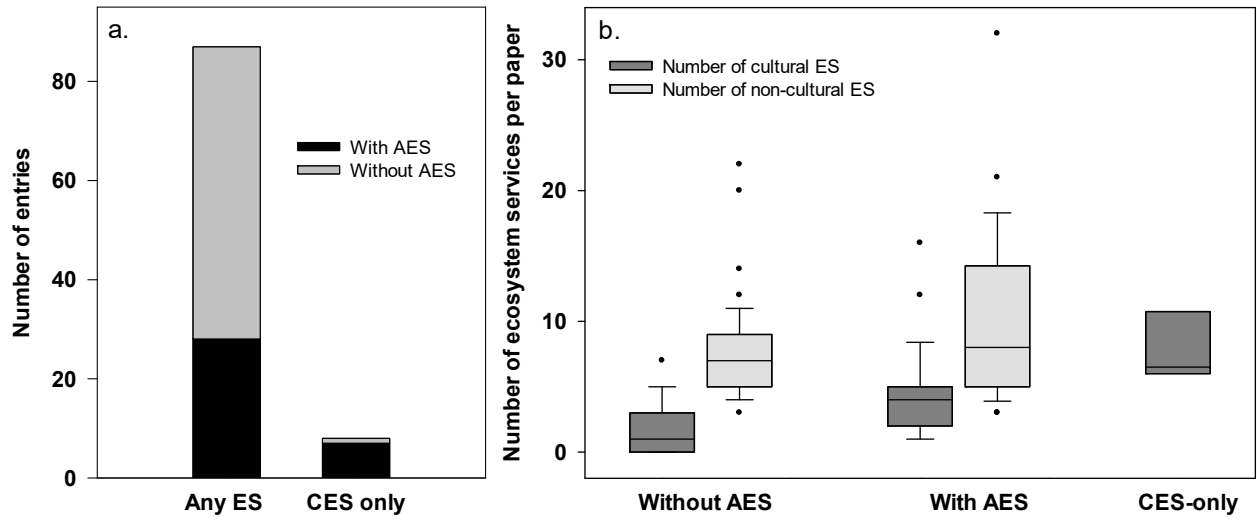 a.
Number of entries
80
60
40
20
0
With AES
Without AES
Any ES
CES only
b.
Number of ecosystem services per paper
30
20
10
0
Number of cultural ES
Number of non-cultural ES
Without AES
With AES
CES-only